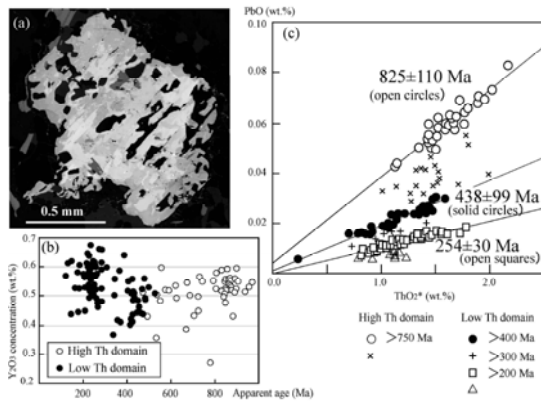 (a)
0.5 mm
(b)
Y2O3 concentration (wt.%)
0.7
0.6
0.5
0.4
0.3
0.2
200
400
600
800
Apparent age (Ma)
High Th domain
Low Th domain
PbO (wt.%)
(c)
0.10
0.08
0.06
0.04
0.02
0
1.0
2.0
ThO2* (wt.%)
825±110 Ma
(open circles)
438±99 Ma
(solid circles)
254±30 Ma
(open squares)
High Th domain
>750 Ma
Low Th domain
>400 Ma
>300 Ma
>200 Ma